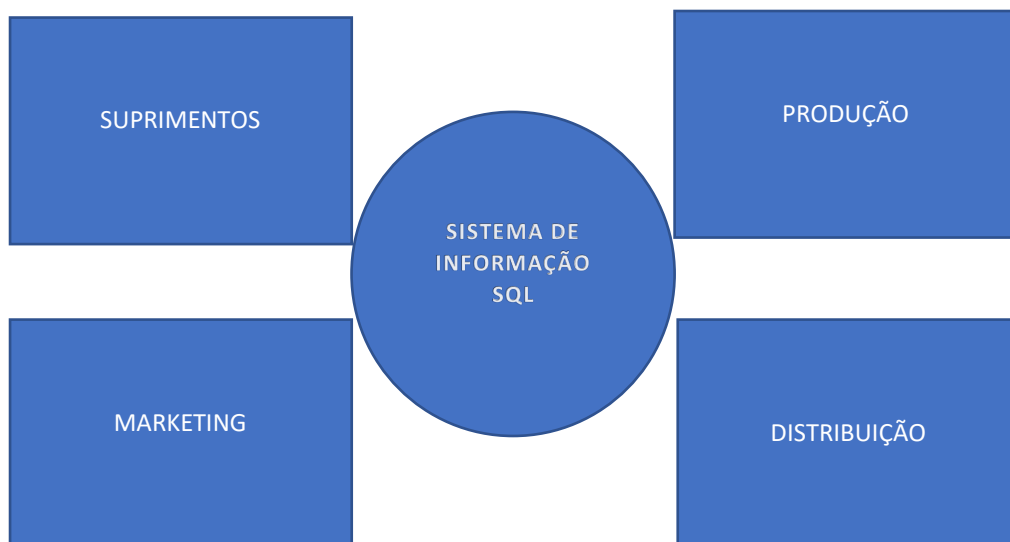 SUPRIMENTOS
PRODUÇÃO
SISTEMA DE
INFORMAÇÃO
SQL
MARKETING
DISTRIBUIÇÃO